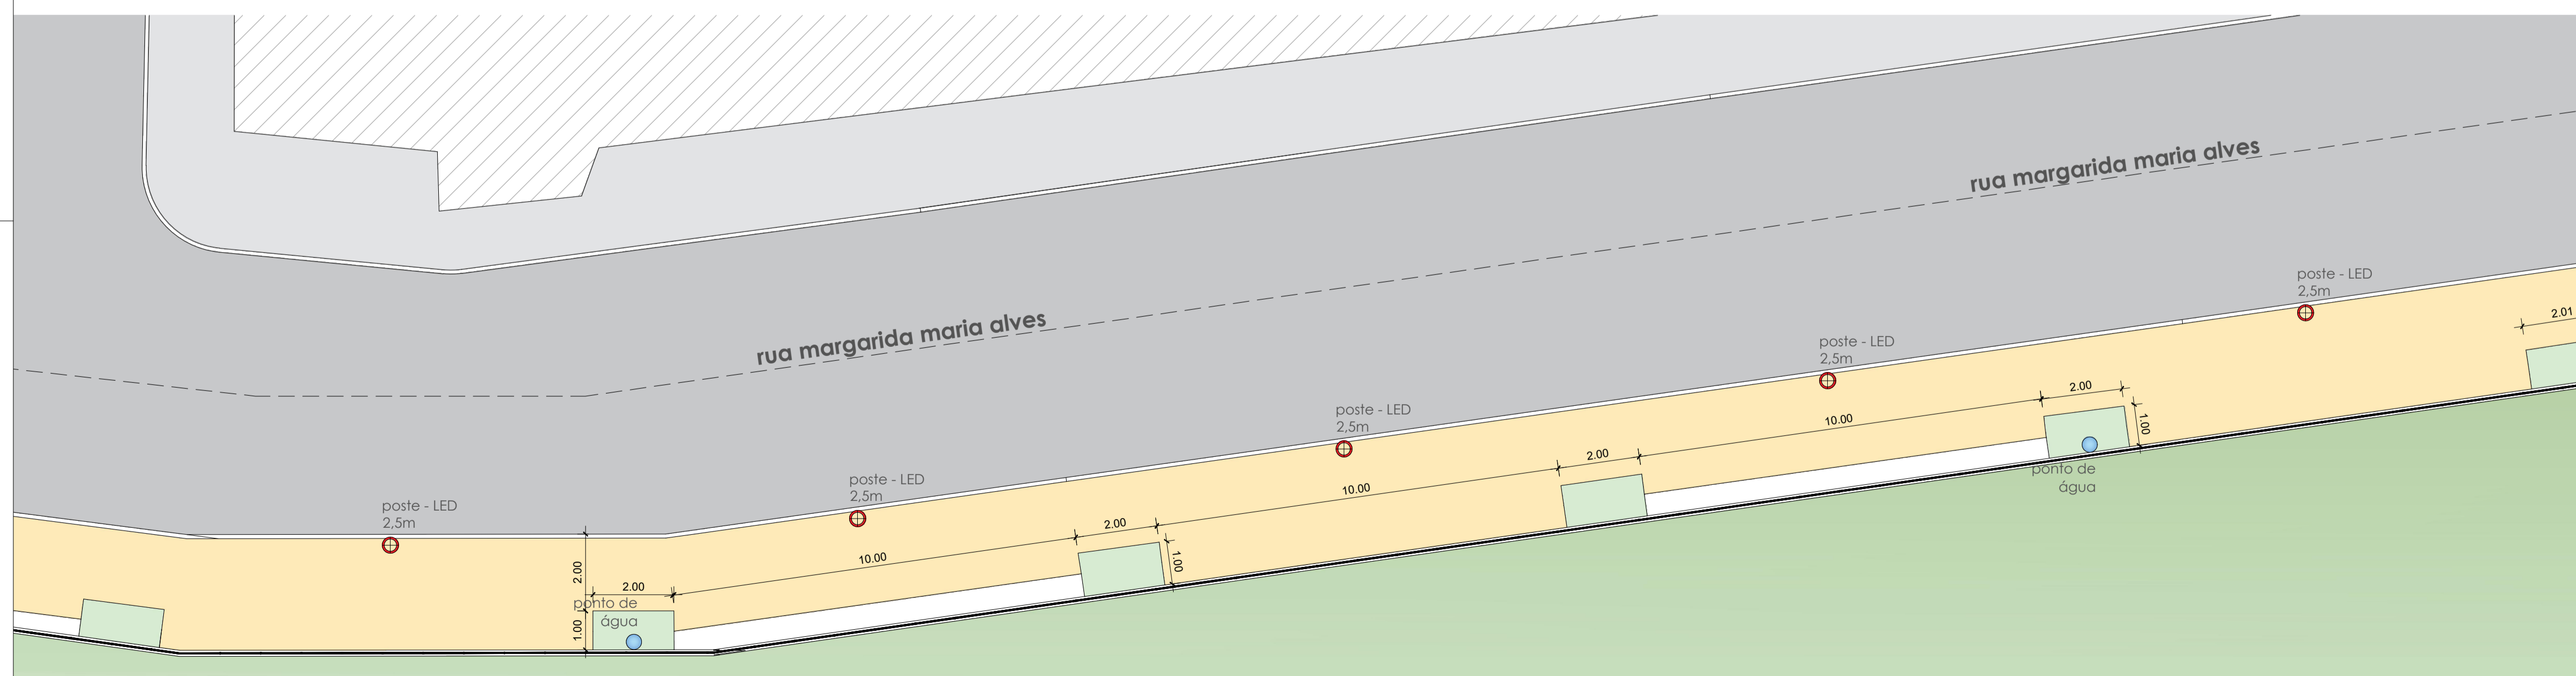 rua margarida maria alves
rua margarida maria alves
poste - LED
2,5m
2.01
poste - LED
2,5m
2.00
1.00
10.00
poste - LED
2,5m
2.00
10.00
ponto de
água
poste - LED
2,5m
2.00
1.00
10.00
poste - LED
2,5m
2.00
2.00
ponto de
água
1.00